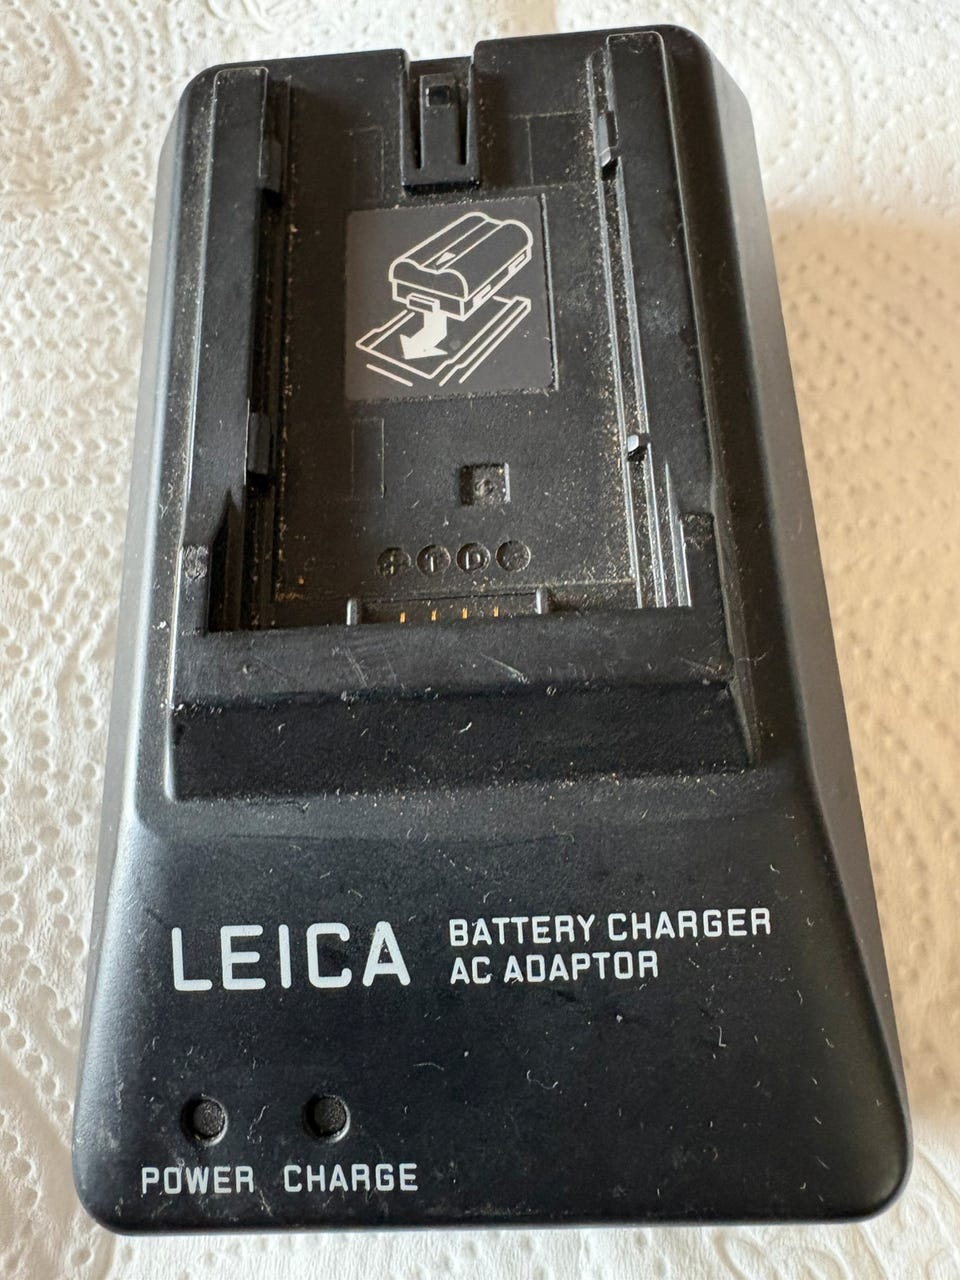 + T D -
LEICA
BATTERY CHARGER
AC ADAPTOR
POWER CHARGE